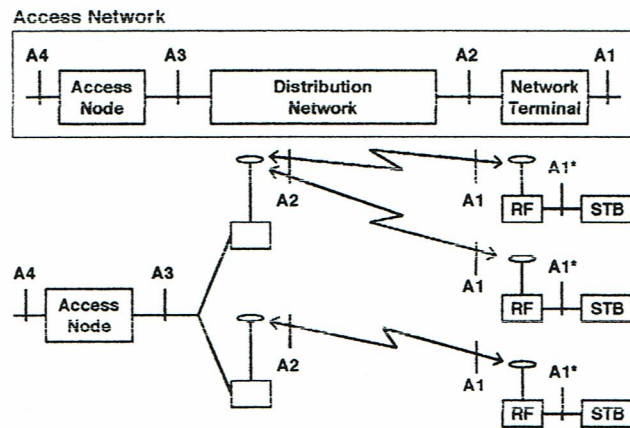 Access Network
A4 A3 A2 A1
Access Node
Distribution Network
Network Terminal
A2 A1 A1*
RF STB
A4 A3
Access Node
A1 A1*
RF STB
A2 A1 A1*
RF STB